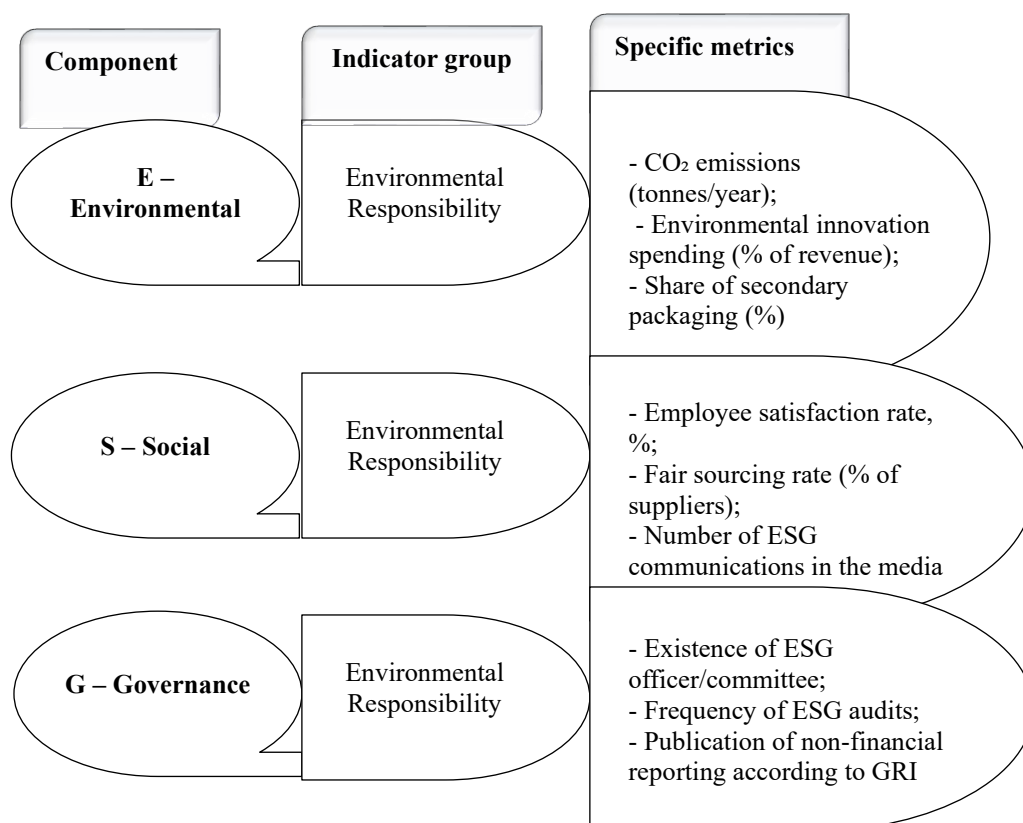 Component
Indicator group
Specific metrics
E –
Environmental
Environmental
Responsibility
- CO₂ emissions
(tonnes/year);
- Environmental innovation
spending (% of revenue);
- Share of secondary
packaging (%)
S – Social
Environmental
Responsibility
- Employee satisfaction rate,
%;
- Fair sourcing rate (% of
suppliers);
- Number of ESG
communications in the media
G – Governance
Environmental
Responsibility
- Existence of ESG
officer/committee;
- Frequency of ESG audits;
- Publication of non-financial
reporting according to GRI